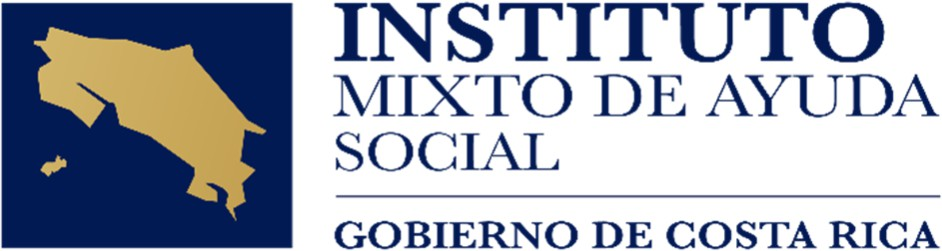 INSTITUTO
MIXTO DE AYUDA
SOCIAL
GOBIERNO DE COSTA RICA